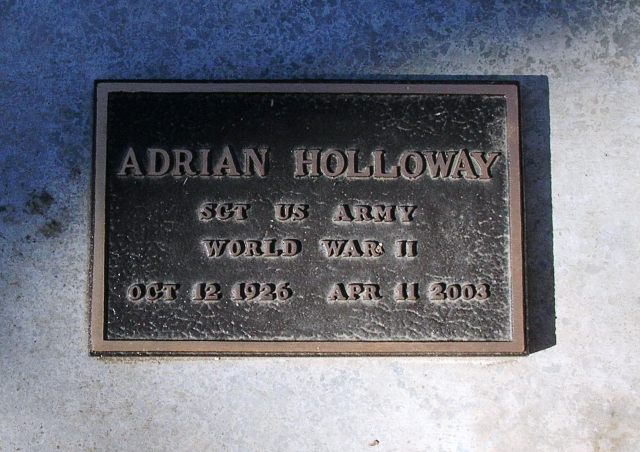 ADRIAN HOLLOWAY
SGT US ARMY
WORLD WAR II
OCT 12 1926 APR 11 2003